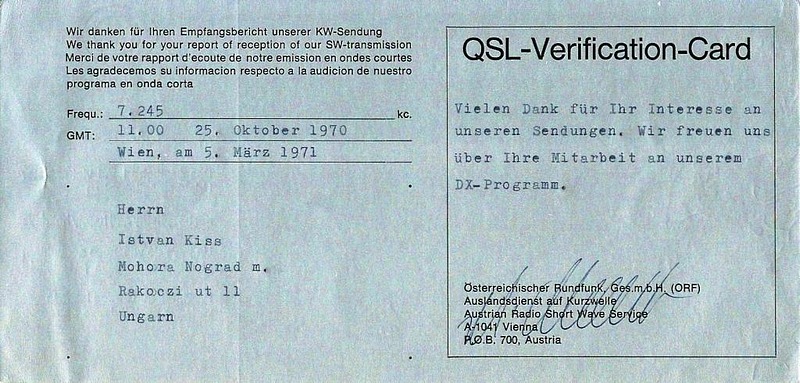 Wir danken für Ihren Empfangsbericht unserer KW-Sendung
We thank you for your report of reception of our SW-transmission
Merci de votre rapport d'ecoute de notre emission en ondes courtes
Les agradecemos su informacion respecto a la audicion de nuestro
programa en onda corta
Frequ.: 7.245 kc.
GMT: 11.00 25. Oktober 1970
Wien, am 5. März 1971
Herrn
Istvan Kiss
Mohora Nograd m.
Rakoczi ut 11
Ungarn
QSL-Verification-Card
Vielen Dank für Ihr Interesse an
unseren Sendungen. Wir freuen uns
über Ihre Mitarbeit an unserem
DX-Programm.
Österreichischer Rundfunk, Ges.m.b.H. (ORF)
Auslandsdienst auf Kurzwelle
Austrian Radio Short Wave Service
A-1041 Vienna
P.O.B. 700, Austria